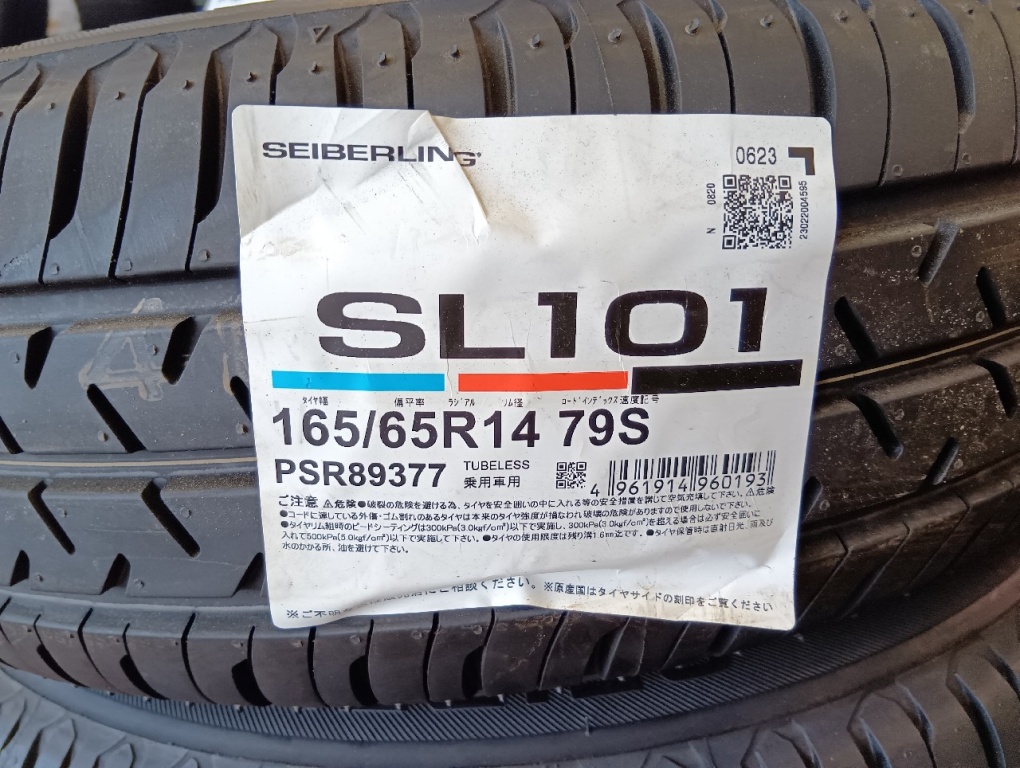 SEIBERLING
0623
N 0820
23022004595
SL101
タイヤ幅 偏平率 ラジアル リム径 ロードインデックス 速度記号
165/65R14 79S
PSR89377 TUBELESS 乗用車用
4 961914 960193
ご注意 ⚠危険●破裂の危険を避ける為、タイヤを安全囲いの中に入れる等の安全措置を講じて空気充填して下さい。⚠危険
●コードに達している外傷・ゴム割れのあるタイヤは本来のタイヤ強度が損なわれ破壊の危険がありますので使用しないで下さい。
●タイヤリム組時のビードシーティングは300kPa(3.0kgf/cm²)以下で実施し、300kPa(3.0kgf/cm²)を超える場合は必ず安全囲いに
入れて500kPa(5.0kgf/cm²)以下で実施して下さい。●タイヤの使用限度は残り溝1.6mm迄です。●タイヤ保管時は直射日光、雨及び
水のかかる所、油を避けて下さい。
※ご不明 にご相談ください。※原産国はタイヤサイドの刻印をご覧ください